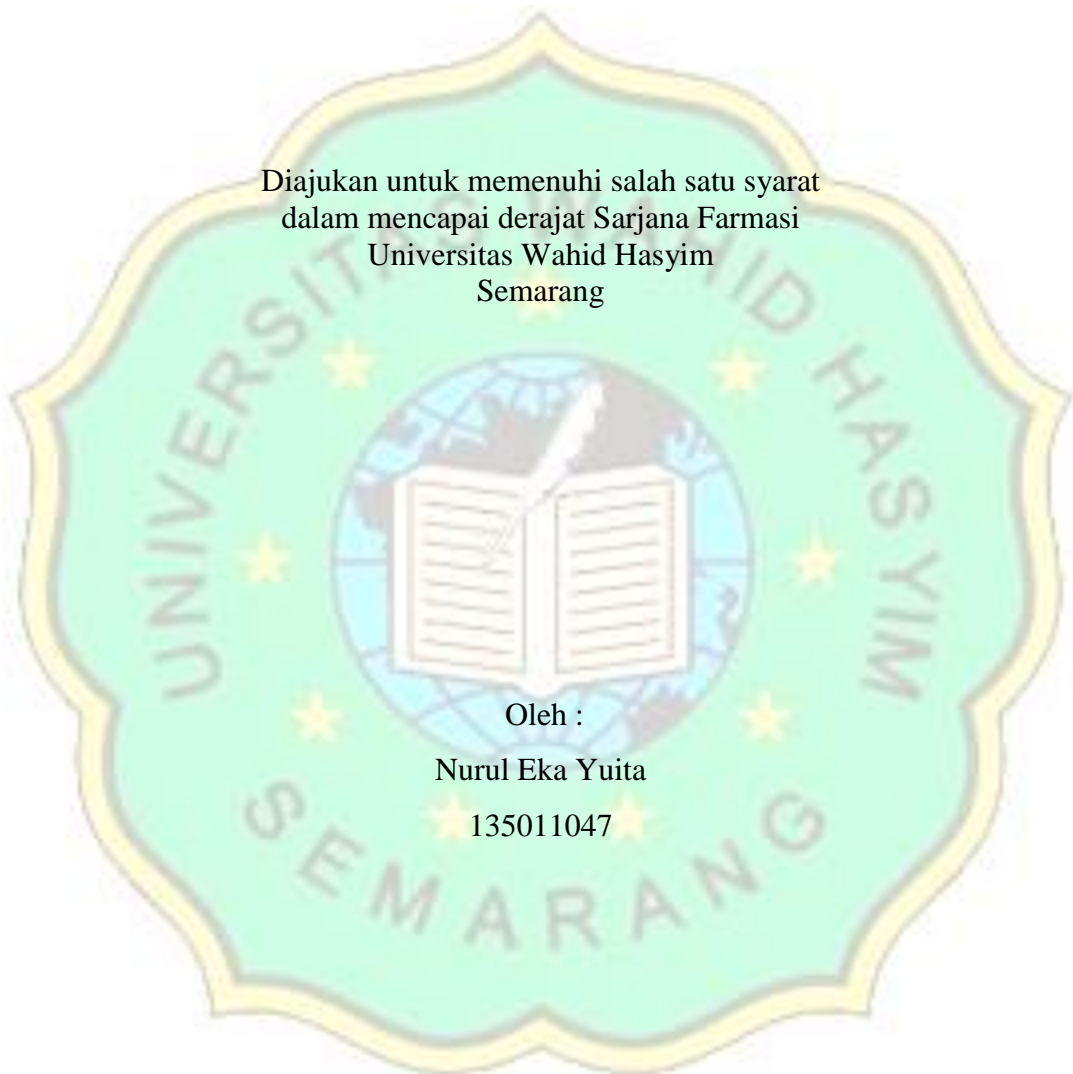 Diajukan untuk memenuhi salah satu syarat
dalam mencapai derajat Sarjana Farmasi
Universitas Wahid Hasyim
Semarang
UNIVERSITAS WAHID HASYIM
Oleh :
Nurul Eka Yuita
135011047
SEMARANG